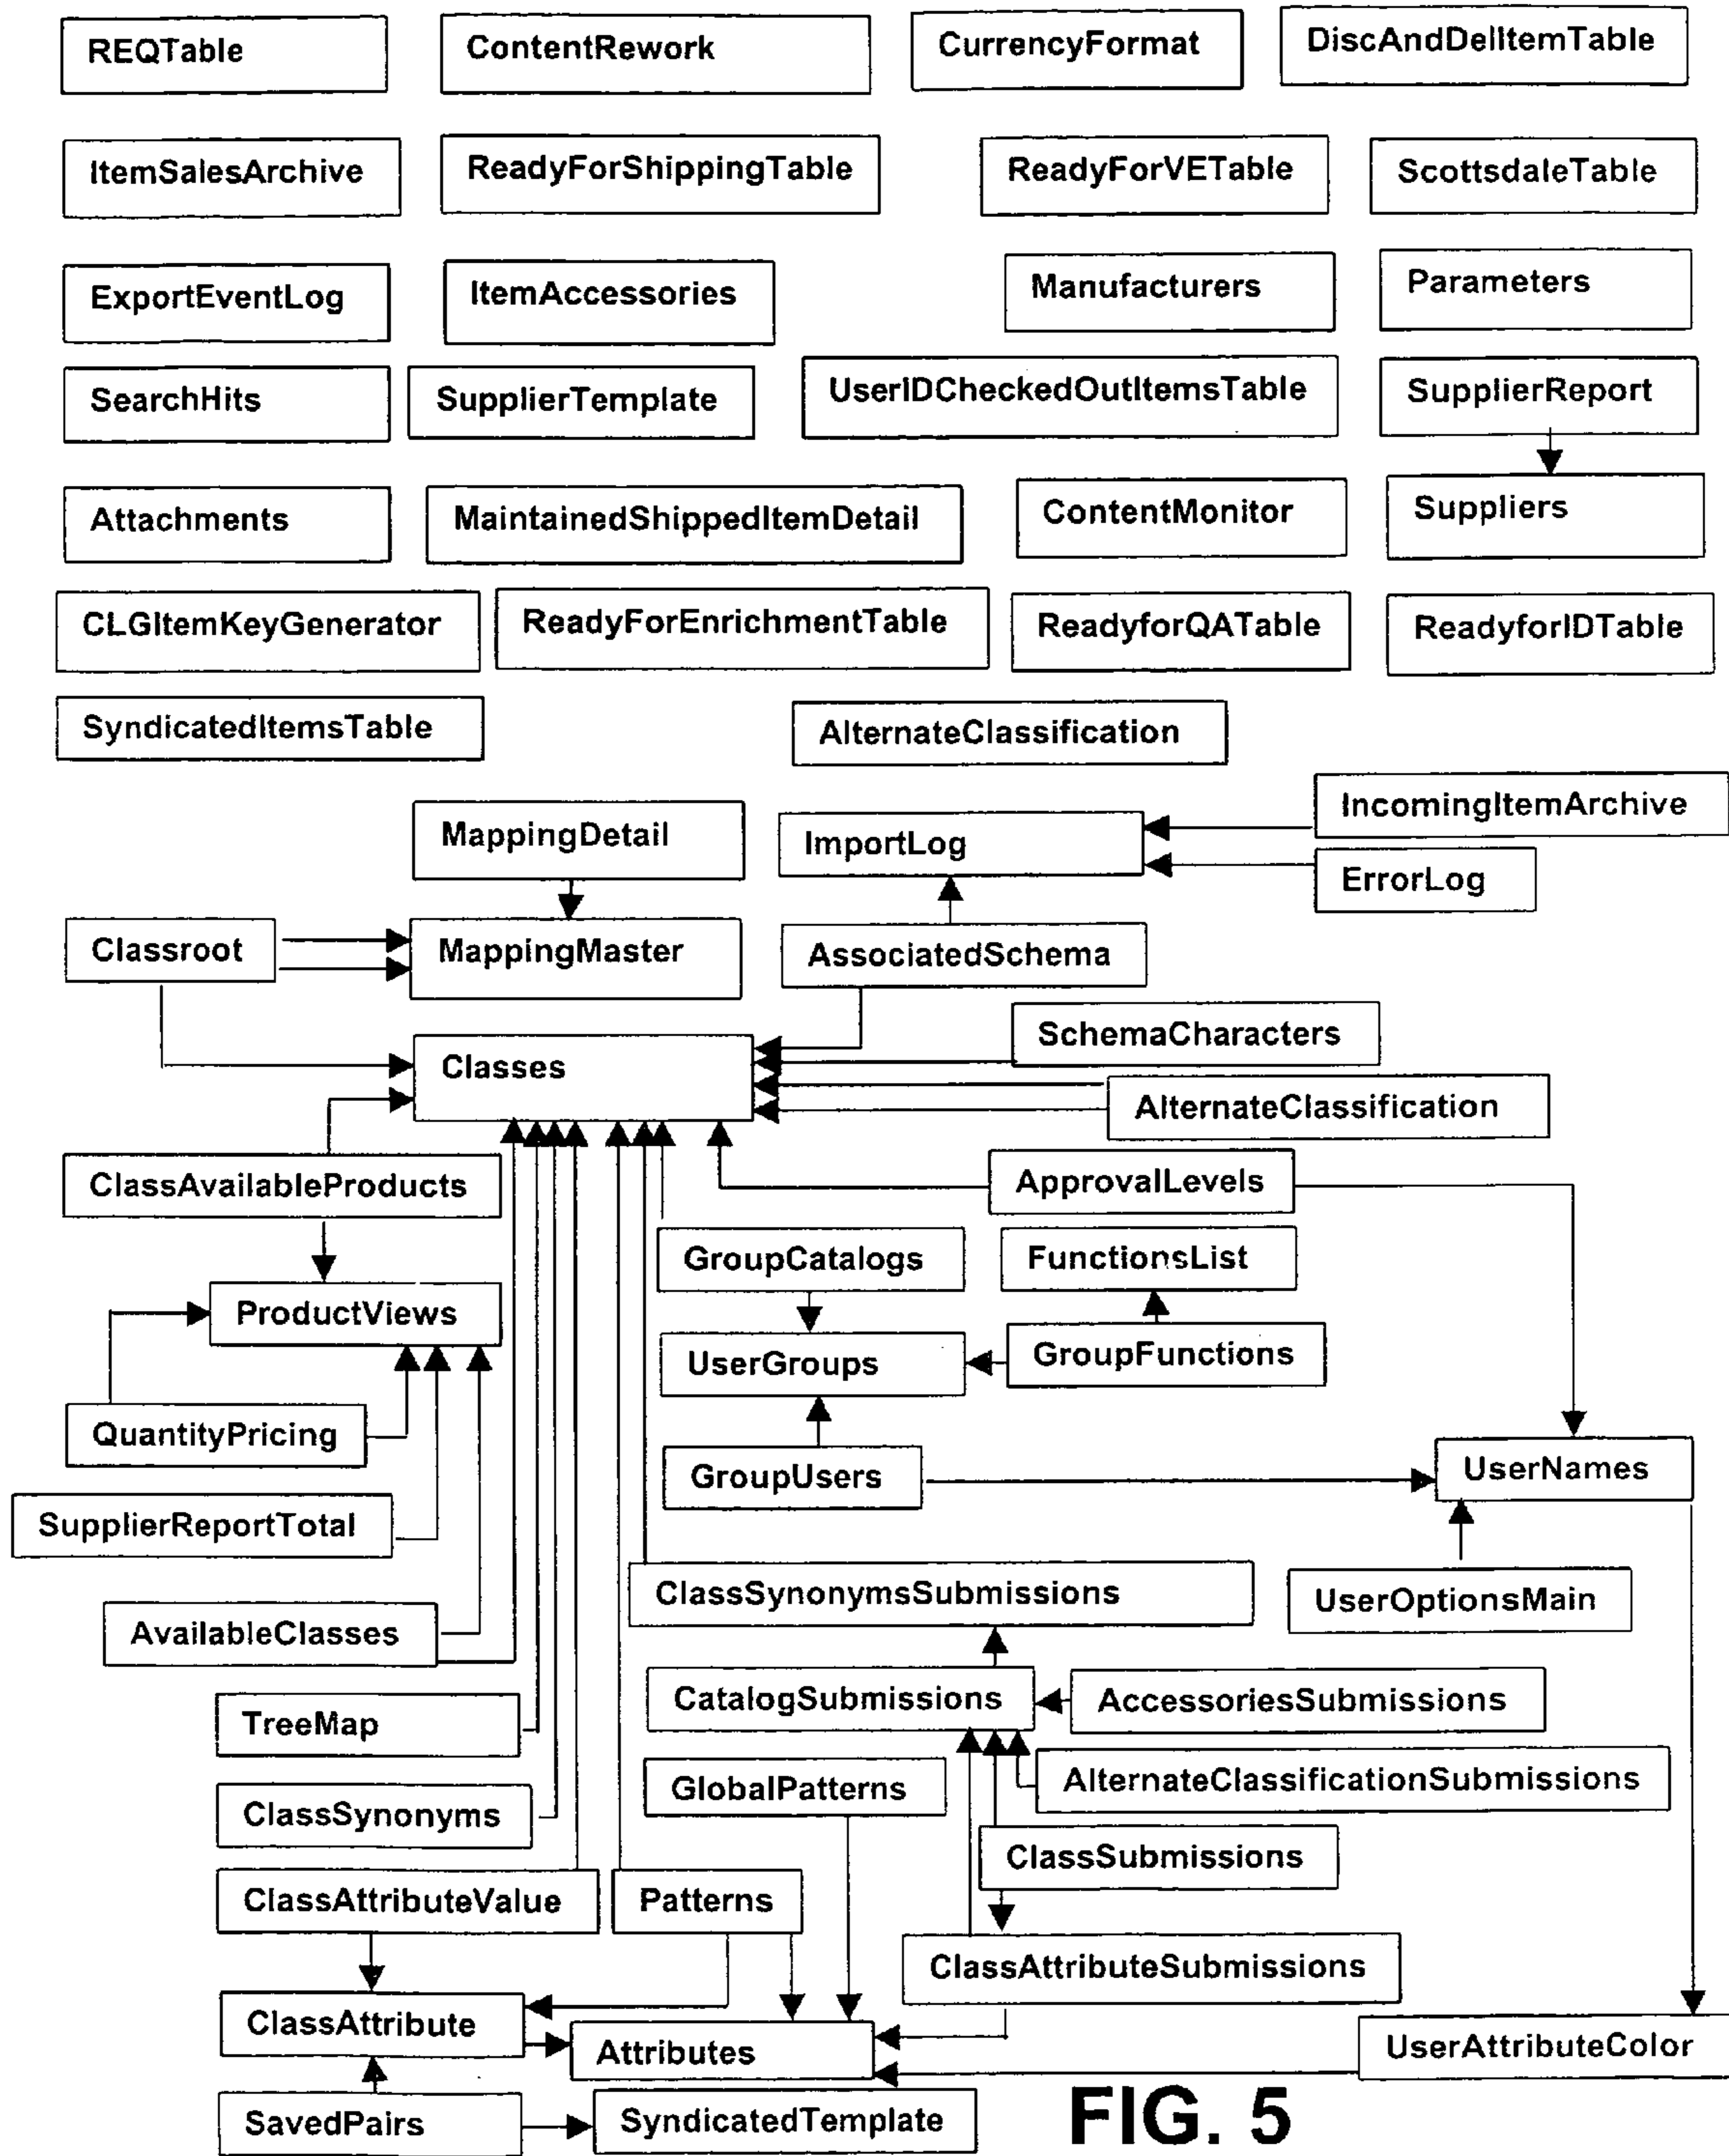 REQTable
ContentRework
CurrencyFormat
DiscAndDelItemTable
ItemSalesArchive
ReadyForShippingTable
ReadyForVETable
ScottsdaleTable
ExportEventLog
ItemAccessories
Manufacturers
Parameters
SearchHits
SupplierTemplate
UserIDCheckedOutItemsTable
SupplierReport
Attachments
MaintainedShippedItemDetail
ContentMonitor
Suppliers
CLGItemKeyGenerator
ReadyForEnrichmentTable
ReadyforQATable
ReadyforIDTable
SyndicatedItemsTable
AlternateClassification
MappingDetail
ImportLog
IncomingItemArchive
ErrorLog
Classroot
MappingMaster
AssociatedSchema
SchemaCharacters
Classes
AlternateClassification
ClassAvailableProducts
ApprovalLevels
GroupCatalogs
FunctionsList
ProductViews
UserGroups
GroupFunctions
QuantityPricing
GroupUsers
UserNames
SupplierReportTotal
ClassSynonymsSubmissions
UserOptionsMain
AvailableClasses
CatalogSubmissions
AccessoriesSubmissions
TreeMap
GlobalPatterns
AlternateClassificationSubmissions
ClassSynonyms
ClassSubmissions
ClassAttributeValue
Patterns
ClassAttributeSubmissions
ClassAttribute
Attributes
UserAttributeColor
SavedPairs
SyndicatedTemplate
FIG. 5